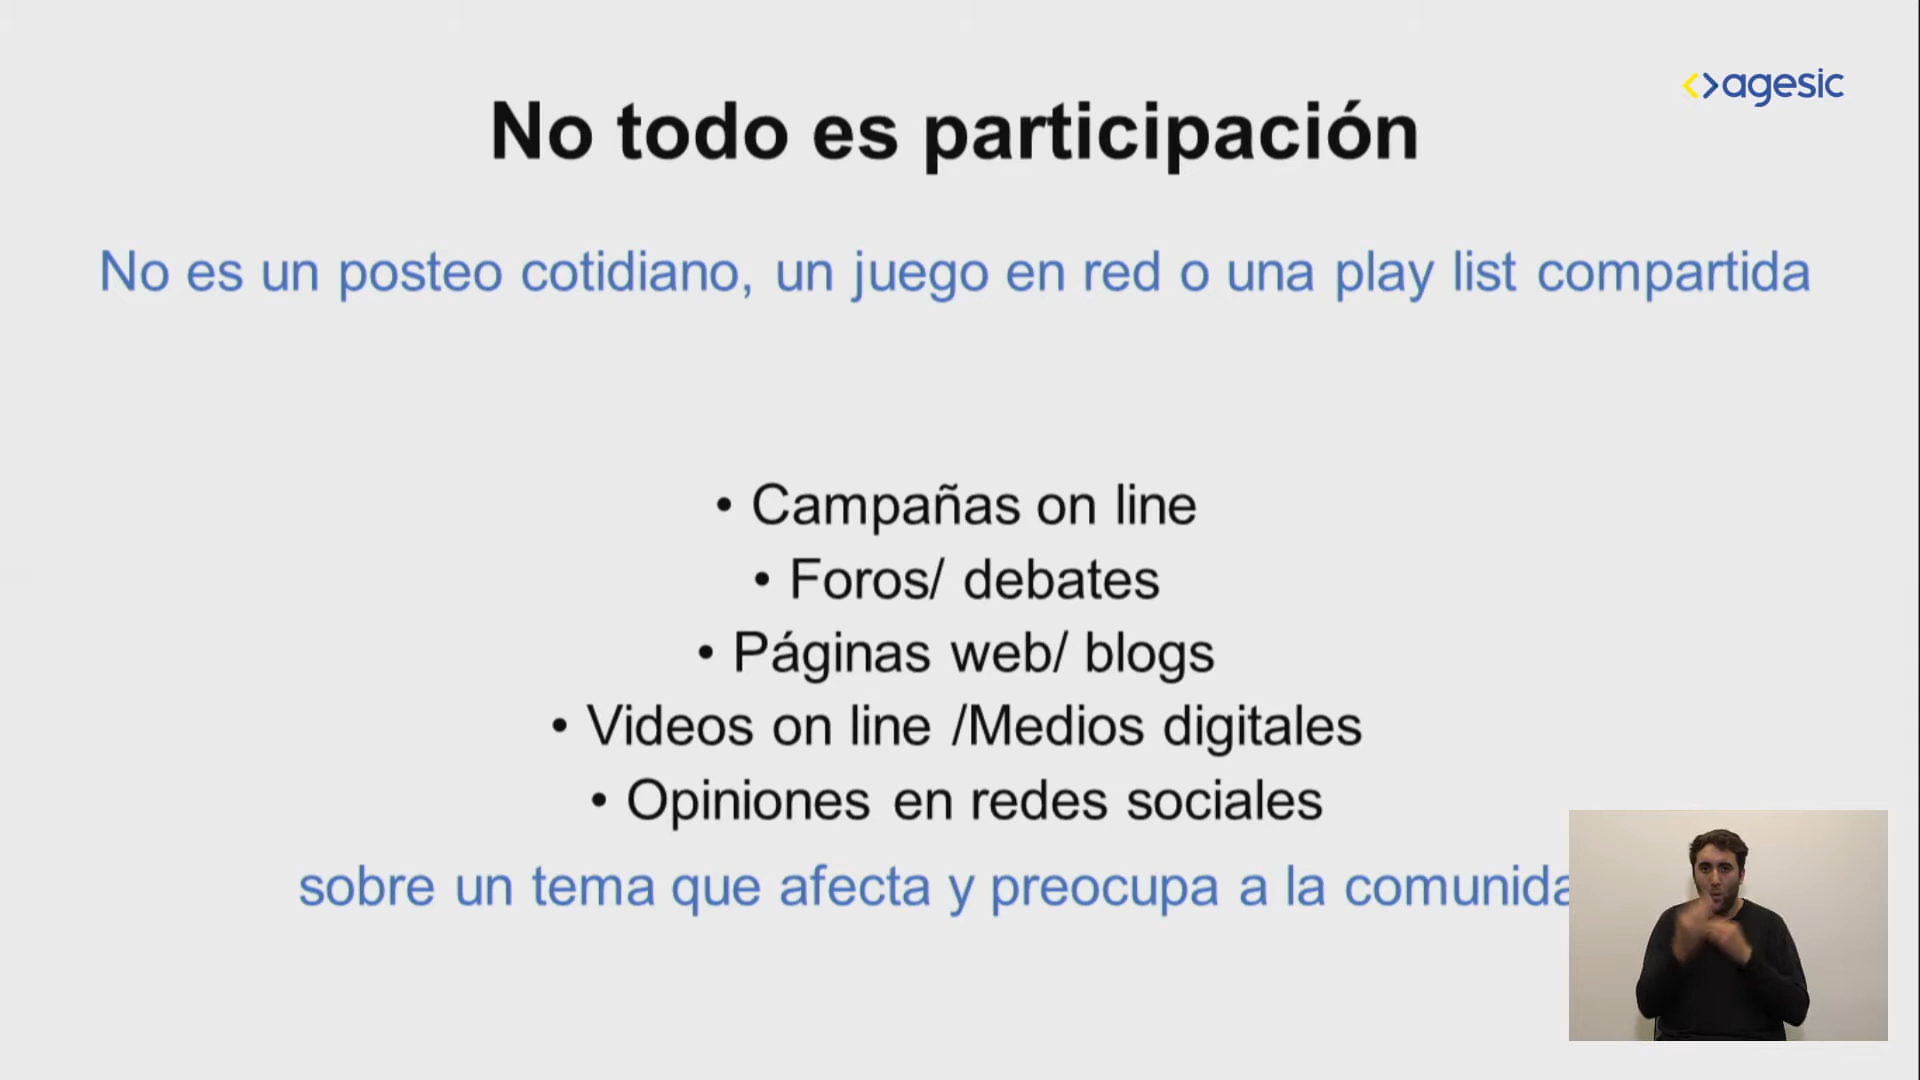 <>agesic
No todo es participación
No es un posteo cotidiano, un juego en red o una play list compartida
• Campañas on line
• Foros/ debates
• Páginas web/ blogs
• Videos on line /Medios digitales
• Opiniones en redes sociales
sobre un tema que afecta y preocupa a la